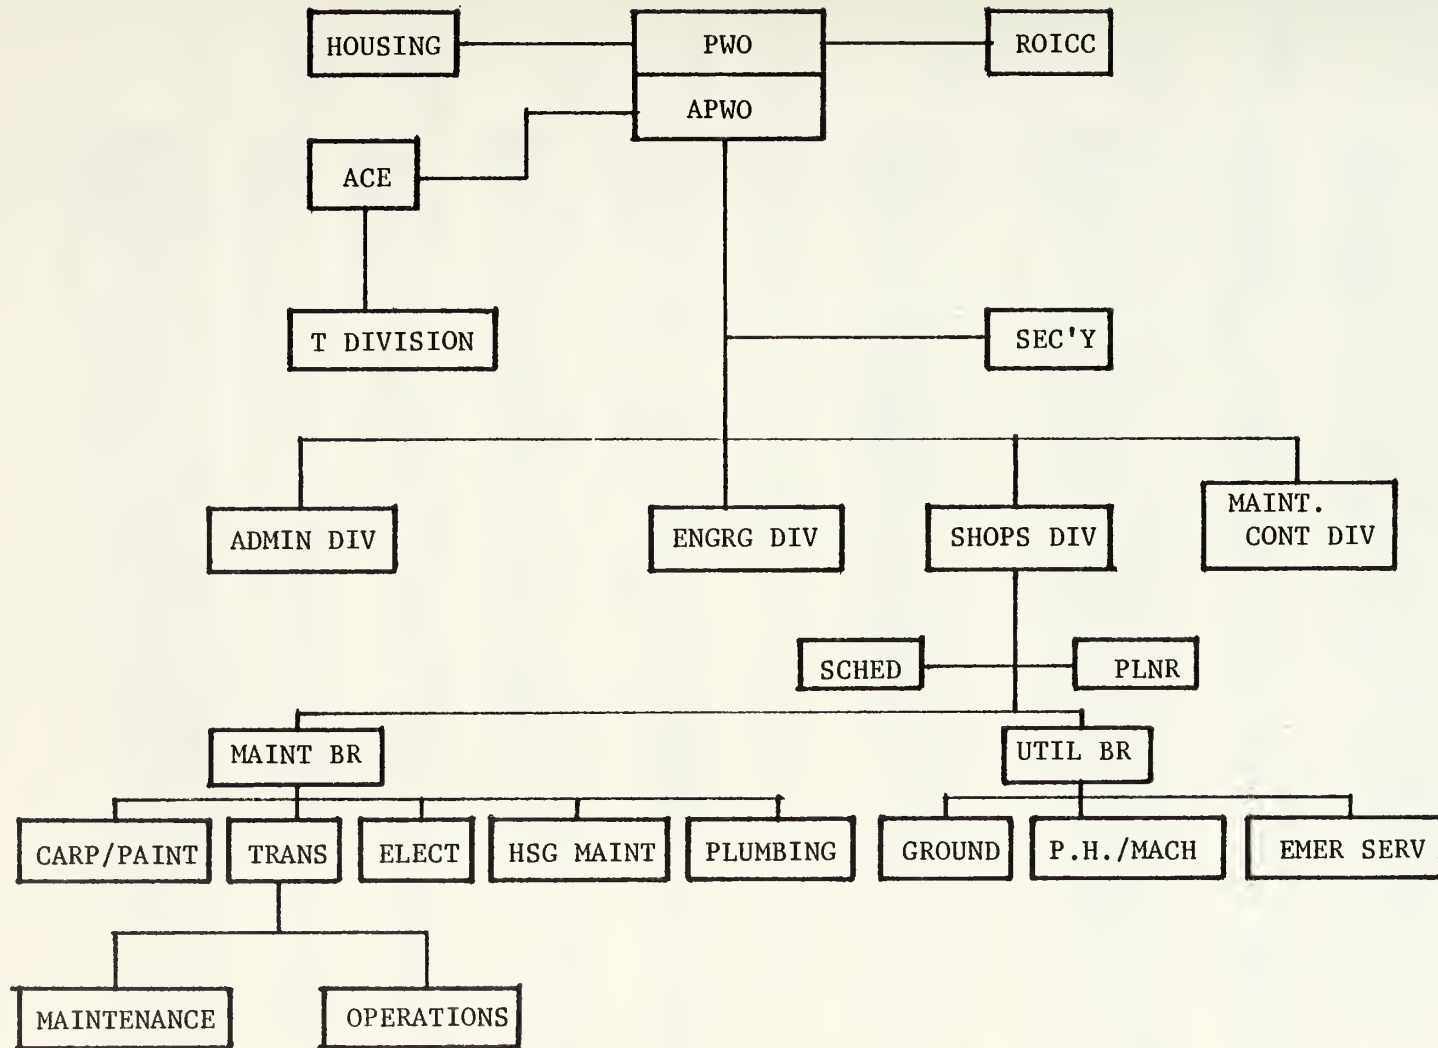 HOUSING
PWO
ROICC
APWO
ACE
T DIVISION
SEC'Y
ADMIN DIV
ENGRG DIV
SHOPS DIV
MAINT.
CONT DIV
SCHED
PLNR
MAINT BR
UTIL BR
CARP/PAINT
TRANS
ELECT
HSG MAINT
PLUMBING
GROUND
P.H./MACH
EMER SERV
MAINTENANCE
OPERATIONS